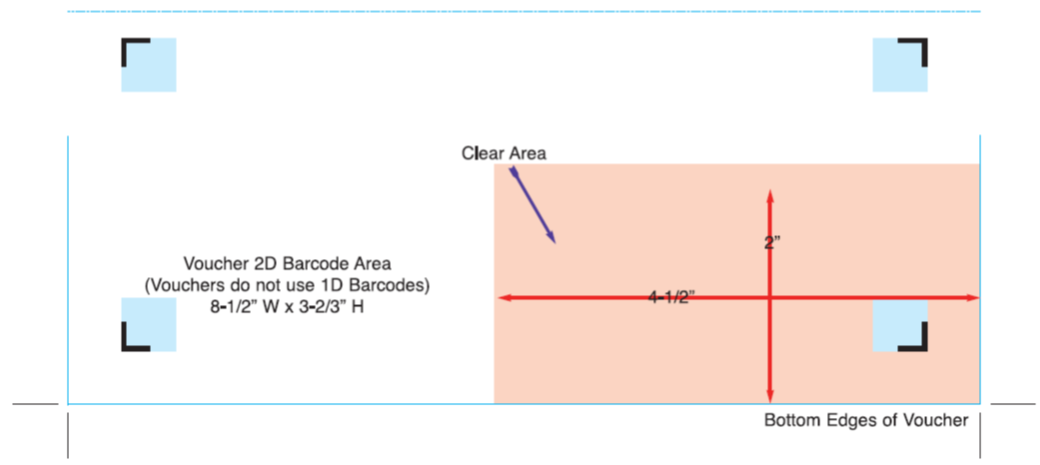 Clear Area
2”
Voucher 2D Barcode Area
(Vouchers do not use 1D Barcodes)
8-1/2” W x 3-2/3” H
4-1/2”
Bottom Edges of Voucher